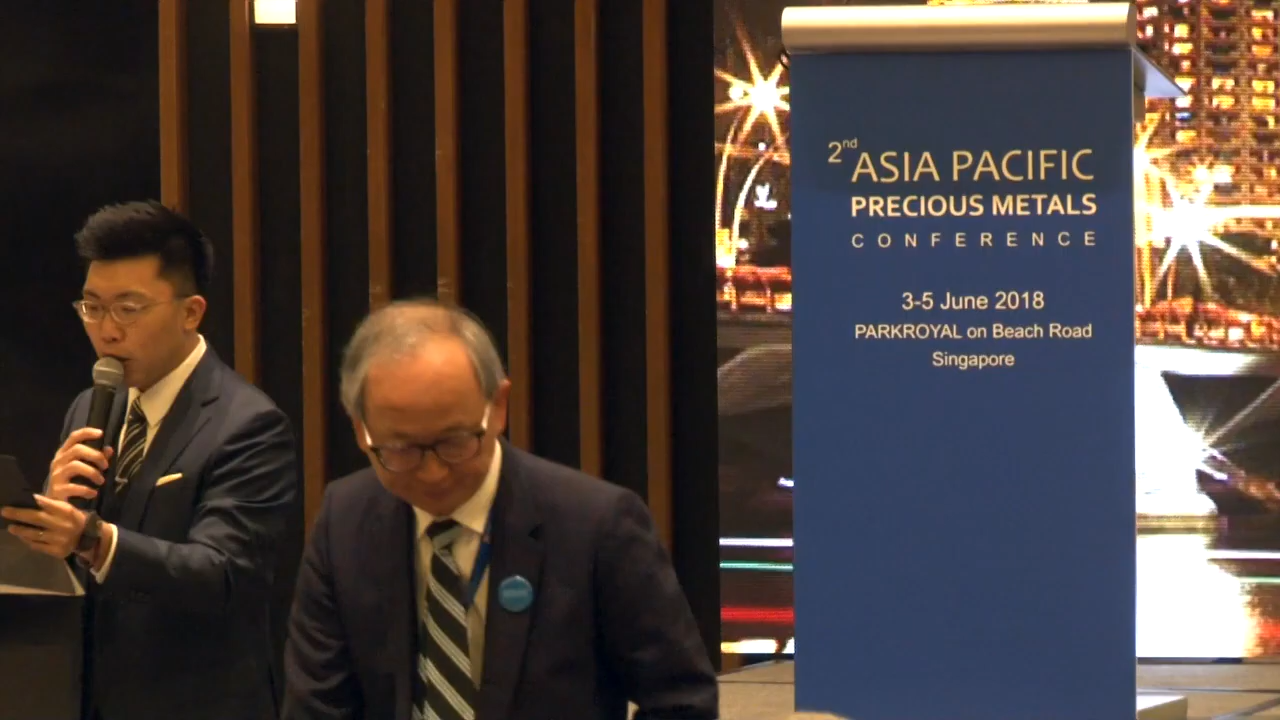 2nd ASIA PACIFIC
PRECIOUS METALS
CONFERENCE
3-5 June 2018
PARKROYAL on Beach Road
Singapore